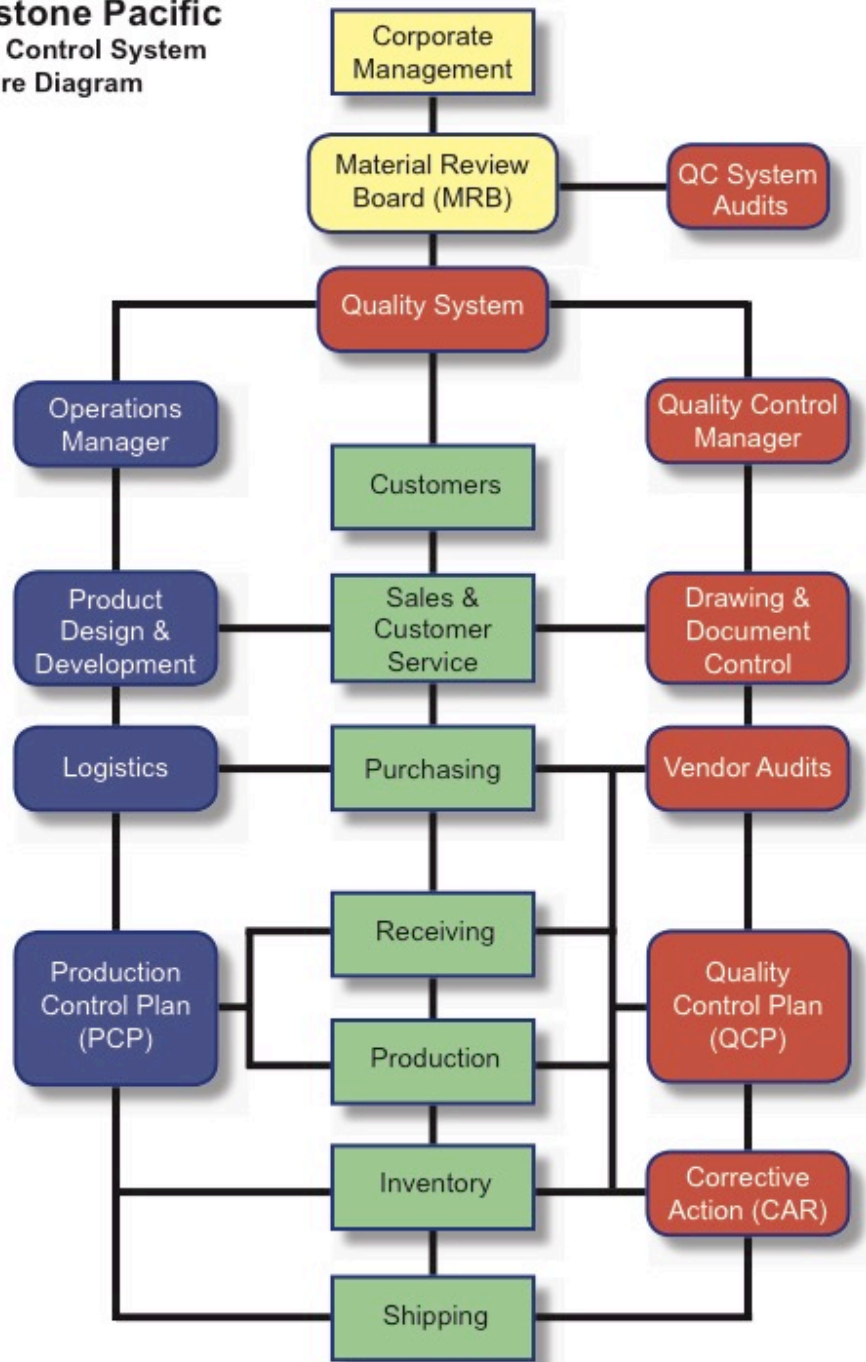 stone Pacific
Control System
re Diagram
Corporate
Management
Material Review
Board (MRB)
QC System
Audits
Quality System
Operations
Manager
Quality Control
Manager
Customers
Product
Design &
Development
Sales &
Customer
Service
Drawing &
Document
Control
Logistics
Purchasing
Vendor Audits
Receiving
Production
Control Plan
(PCP)
Quality
Control Plan
(QCP)
Production
Inventory
Corrective
Action (CAR)
Shipping